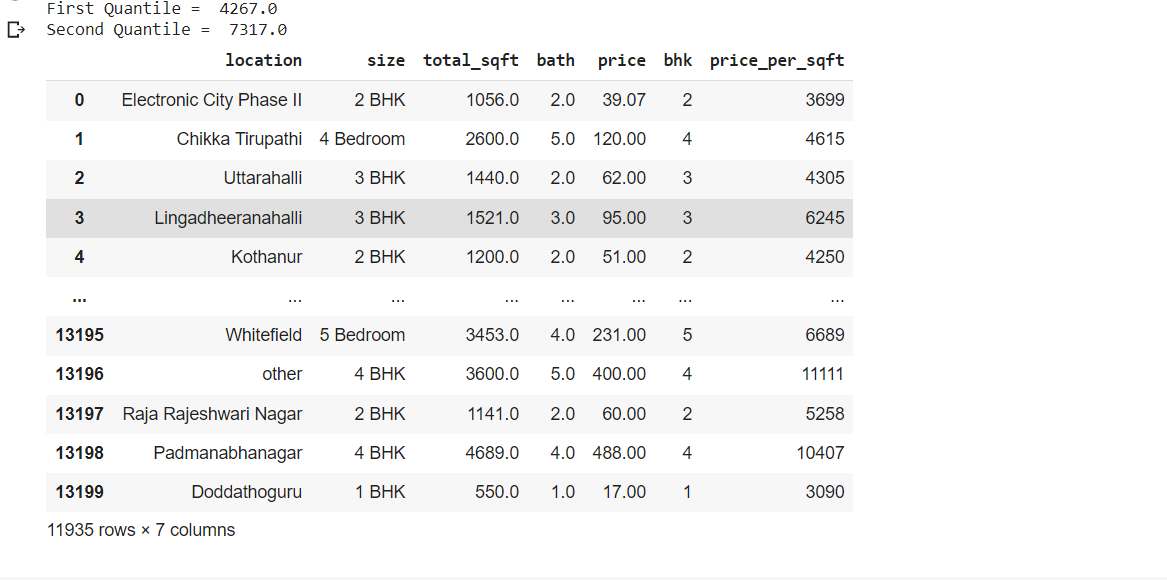 First Quantile =  4267.0
Second Quantile =  7317.0
location size total_sqft bath price bhk price_per_sqft
0 Electronic City Phase II 2 BHK 1056.0 2.0 39.07 2 3699
1 Chikka Tirupathi 4 Bedroom 2600.0 5.0 120.00 4 4615
2 Uttarahalli 3 BHK 1440.0 2.0 62.00 3 4305
3 Lingadheeranahalli 3 BHK 1521.0 3.0 95.00 3 6245
4 Kothanur 2 BHK 1200.0 2.0 51.00 2 4250
... ... ... ... ... ... ... ...
13195 Whitefield 5 Bedroom 3453.0 4.0 231.00 5 6689
13196 other 4 BHK 3600.0 5.0 400.00 4 11111
13197 Raja Rajeshwari Nagar 2 BHK 1141.0 2.0 60.00 2 5258
13198 Padmanabhanagar 4 BHK 4689.0 4.0 488.00 4 10407
13199 Doddathoguru 1 BHK 550.0 1.0 17.00 1 3090
11935 rows × 7 columns